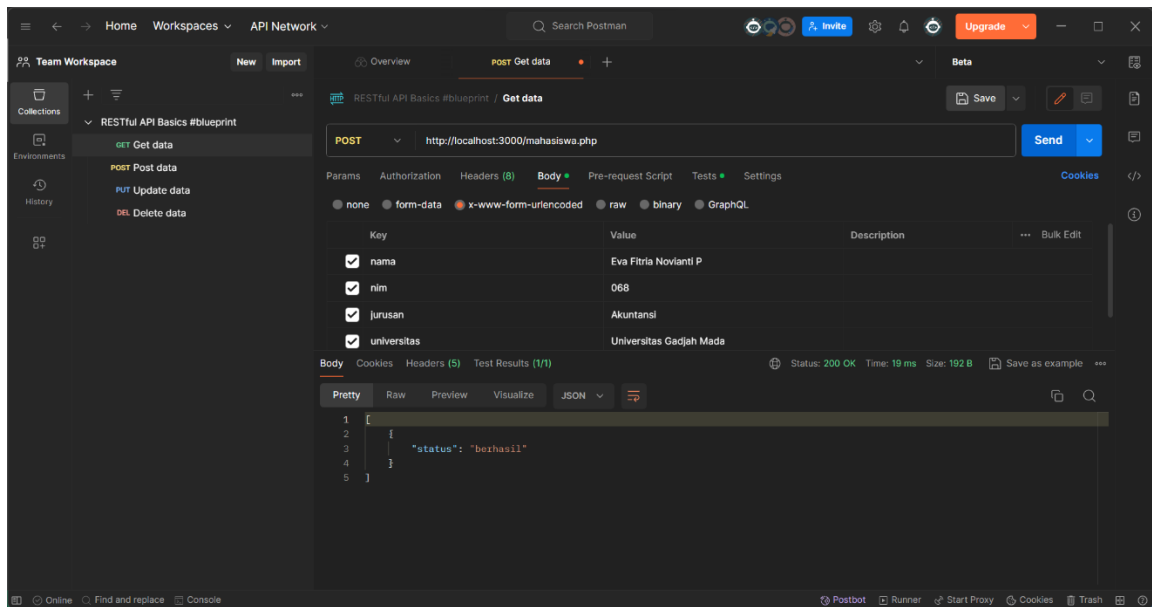 Home Workspaces API Network Search Postman Invite Upgrade
Team Workspace New Import Overview POST Get data + Beta
Collections
Environments
History
RESTful API Basics #blueprint
GET Get data
POST Post data
PUT Update data
DEL Delete data
HTTP RESTful API Basics #blueprint / Get data Save
POST http://localhost:3000/mahasiswa.php Send
Params Authorization Headers (8) Body Pre-request Script Tests Settings Cookies
none form-data x-www-form-urlencoded raw binary GraphQL
Key Value Description Bulk Edit
nama Eva Fitria Novianti P
nim 068
jurusan Akuntansi
universitas Universitas Gadjah Mada
Body Cookies Headers (5) Test Results (1/1) Status: 200 OK Time: 19 ms Size: 192 B Save as example
Pretty Raw Preview Visualize JSON
1 [
2 {
3 "status": "berhasil"
4 }
5 ]
Online Find and replace Console Postbot Runner Start Proxy Cookies Trash